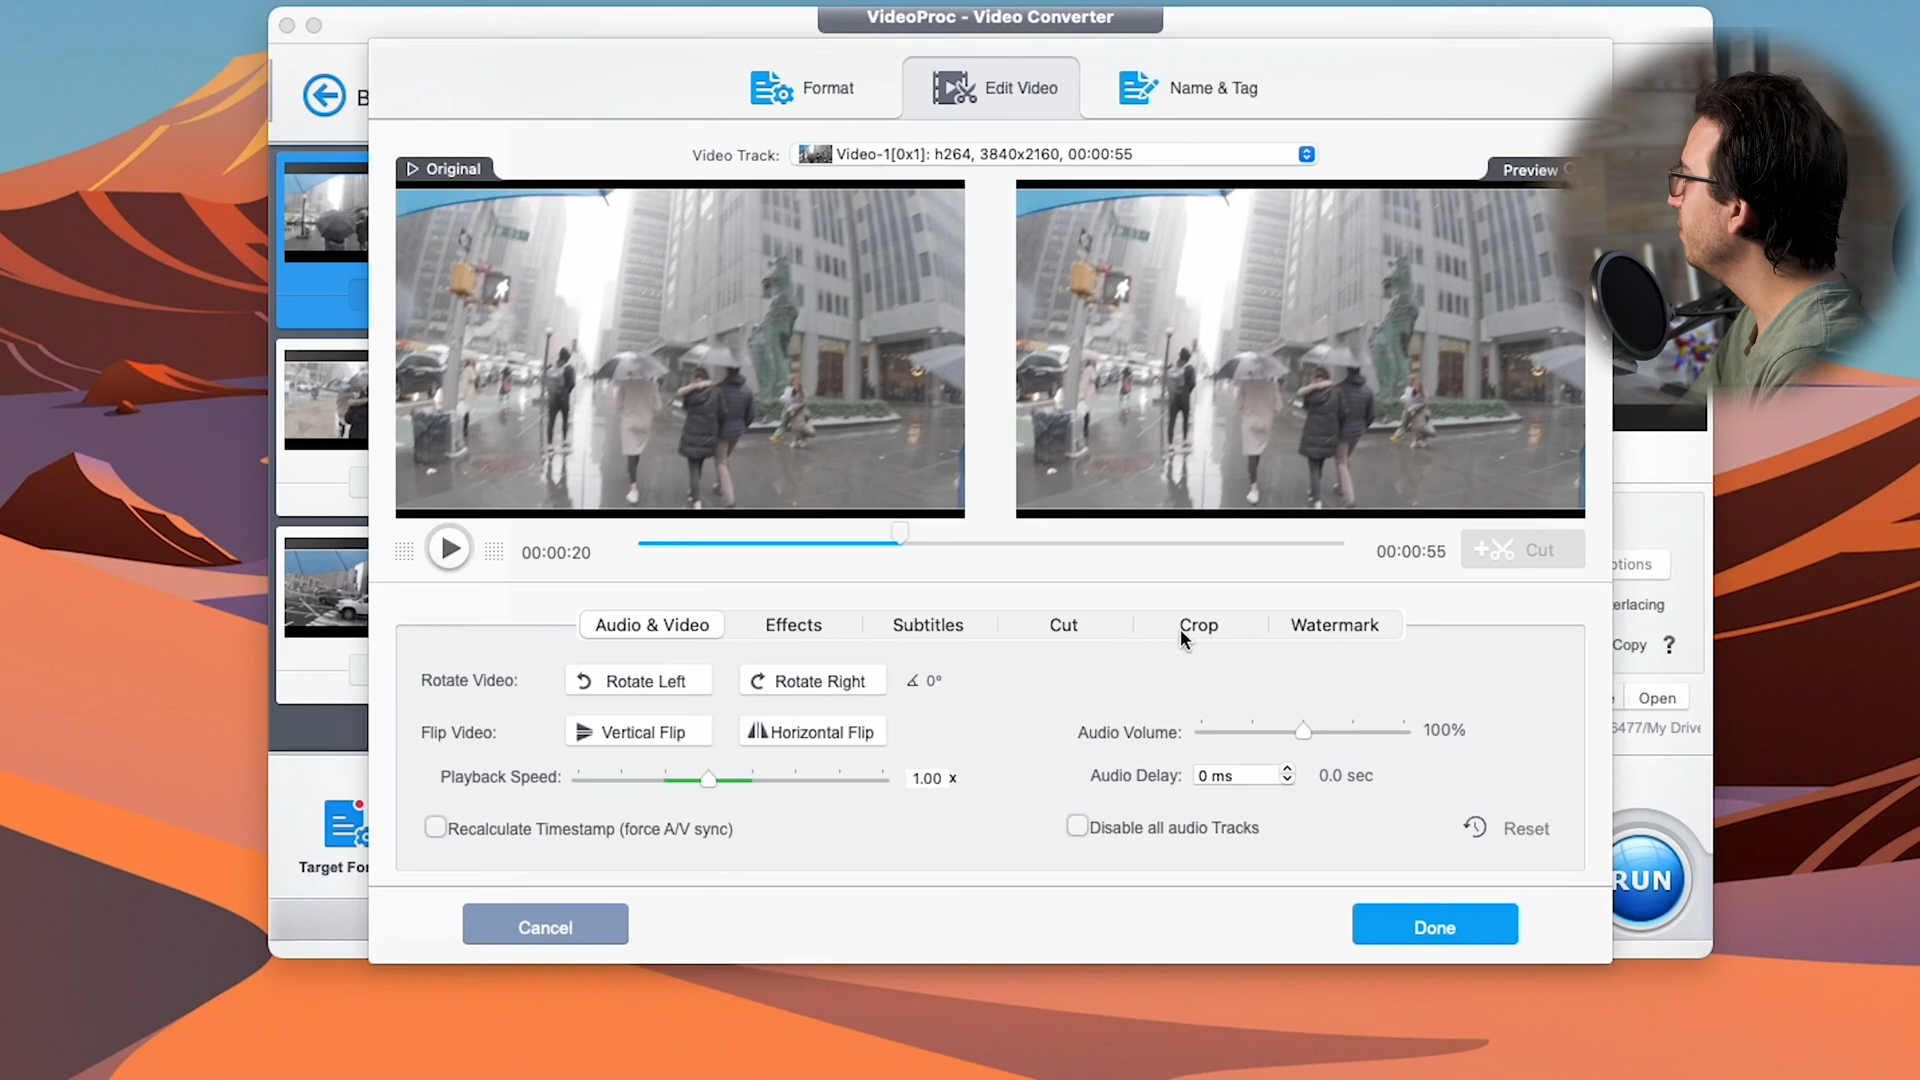 VideoProc - Video Converter
B
Format
Edit Video
Name & Tag
Video Track:
Video-1[0x1]: h264, 3840x2160, 00:00:55
Original
Preview
00:00:20
00:00:55
Cut
Audio & Video
Effects
Subtitles
Cut
Crop
Watermark
Rotate Video:
Rotate Left
Rotate Right
0°
Flip Video:
Vertical Flip
Horizontal Flip
Audio Volume:
100%
Playback Speed:
1.00 x
Audio Delay:
0 ms
0.0 sec
Recalculate Timestamp (force A/V sync)
Disable all audio Tracks
Reset
Cancel
Done
ptions
erlacing
Copy ?
e
Open
6477/My Drive
Target For
RUN